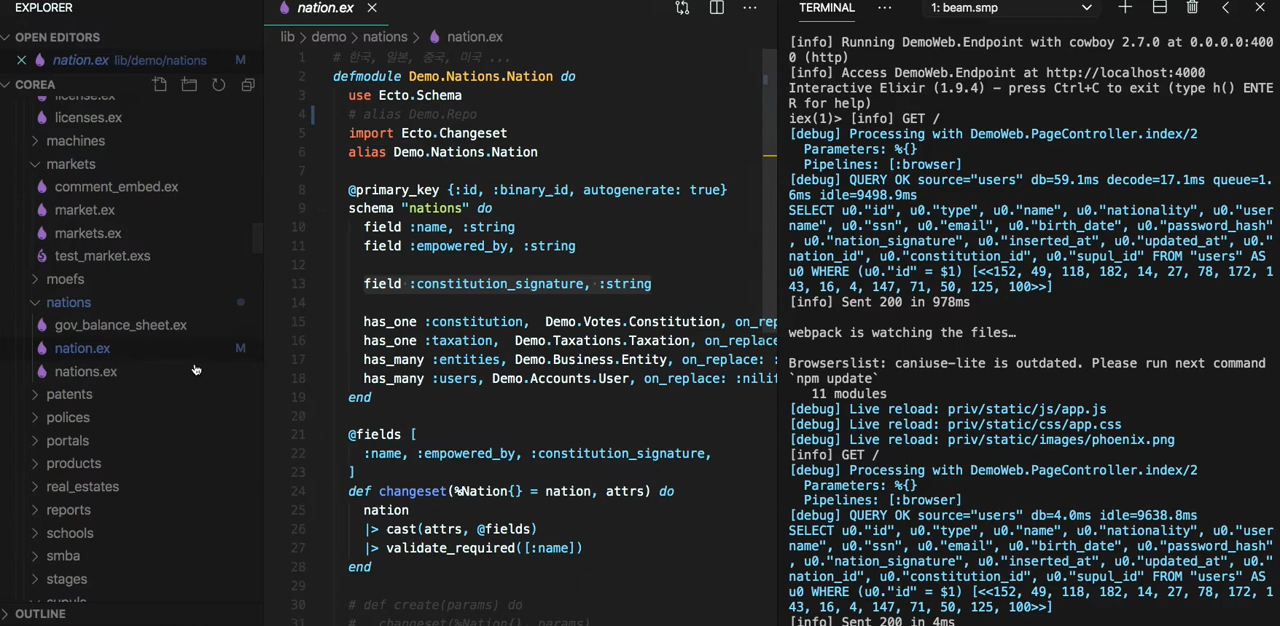 EXPLORER
OPEN EDITORS
nation.ex lib/demo/nations M
COREA
license.ex
licenses.ex
machines
markets
comment_embed.ex
market.ex
markets.ex
test_market.exs
moefs
nations
gov_balance_sheet.ex
nation.ex M
nations.ex
patents
polices
portals
products
real_estates
reports
schools
smba
stages
supuls
OUTLINE
nation.ex
lib > demo > nations > nation.ex
1 # 한국, 일본, 중국, 미국 ...
2 defmodule Demo.Nations.Nation do
3 use Ecto.Schema
4 # alias Demo.Repo
5 import Ecto.Changeset
6 alias Demo.Nations.Nation
7
8 @primary_key {:id, :binary_id, autogenerate: true}
9 schema "nations" do
10 field :name, :string
11 field :empowered_by, :string
12
13 field :constitution_signature, :string
14
15 has_one :constitution, Demo.Votes.Constitution, on_rep
16 has_one :taxation, Demo.Taxations.Taxation, on_replace
17 has_many :entities, Demo.Business.Entity, on_replace: :
18 has_many :users, Demo.Accounts.User, on_replace: :nilif
19 end
20
21 @fields [
22 :name, :empowered_by, :constitution_signature,
23 ]
24 def changeset(%Nation{} = nation, attrs) do
25 nation
26 |> cast(attrs, @fields)
27 |> validate_required([:name])
28 end
29
30 # def create(params) do
31 # changeset(%Nation{}, params)
TERMINAL ... 1: beam.smp
[info] Running DemoWeb.Endpoint with cowboy 2.7.0 at 0.0.0.0:400
0 (http)
[info] Access DemoWeb.Endpoint at http://localhost:4000
Interactive Elixir (1.9.4) - press Ctrl+C to exit (type h() ENTE
R for help)
iex(1)> [info] GET /
[debug] Processing with DemoWeb.PageController.index/2
Parameters: %{}
Pipelines: [:browser]
[debug] QUERY OK source="users" db=59.1ms decode=17.1ms queue=1.
6ms idle=9498.9ms
SELECT u0."id", u0."type", u0."name", u0."nationality", u0."user
name", u0."ssn", u0."email", u0."birth_date", u0."password_hash"
, u0."nation_signature", u0."inserted_at", u0."updated_at", u0."
nation_id", u0."constitution_id", u0."supul_id" FROM "users" AS
u0 WHERE (u0."id" = $1) [<<152, 49, 118, 182, 14, 27, 78, 172, 1
43, 16, 4, 147, 71, 50, 125, 100>>]
[info] Sent 200 in 978ms
webpack is watching the files…
Browserslist: caniuse-lite is outdated. Please run next command
`npm update`
11 modules
[debug] Live reload: priv/static/js/app.js
[debug] Live reload: priv/static/css/app.css
[debug] Live reload: priv/static/images/phoenix.png
[info] GET /
[debug] Processing with DemoWeb.PageController.index/2
Parameters: %{}
Pipelines: [:browser]
[debug] QUERY OK source="users" db=4.0ms idle=9638.8ms
SELECT u0."id", u0."type", u0."name", u0."nationality", u0."user
name", u0."ssn", u0."email", u0."birth_date", u0."password_hash"
, u0."nation_signature", u0."inserted_at", u0."updated_at", u0."
nation_id", u0."constitution_id", u0."supul_id" FROM "users" AS
u0 WHERE (u0."id" = $1) [<<152, 49, 118, 182, 14, 27, 78, 172, 1
43, 16, 4, 147, 71, 50, 125, 100>>]
[info] Sent 200 in 4ms